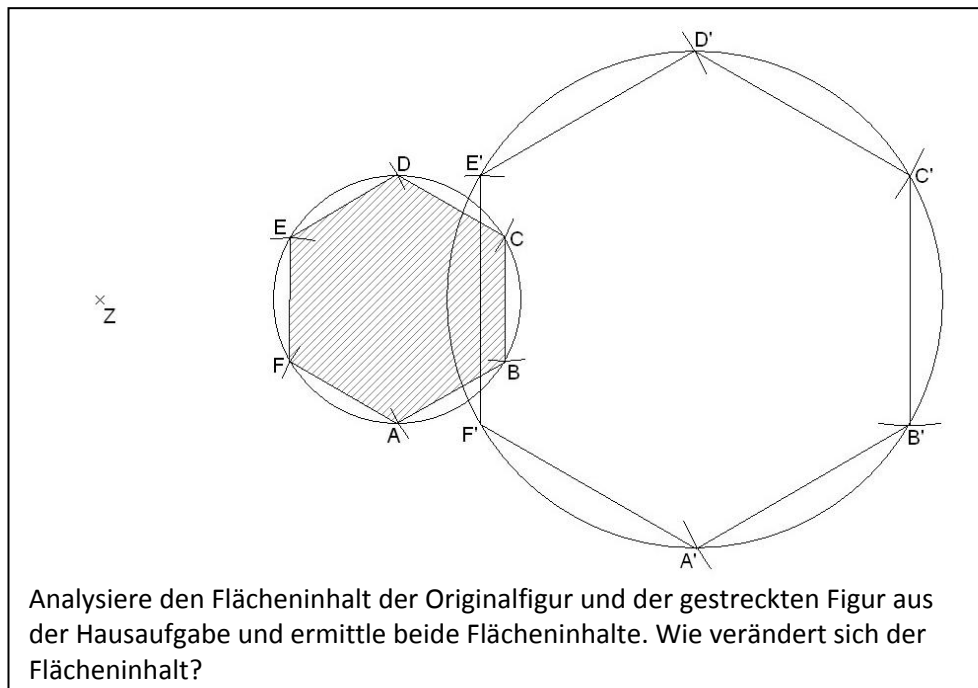 D'
D
E'
C'
E
C
Z
F
B
A
F'
B'
A'
Analysiere den Flächeninhalt der Originalfigur und der gestreckten Figur aus
der Hausaufgabe und ermittle beide Flächeninhalte. Wie verändert sich der
Flächeninhalt?